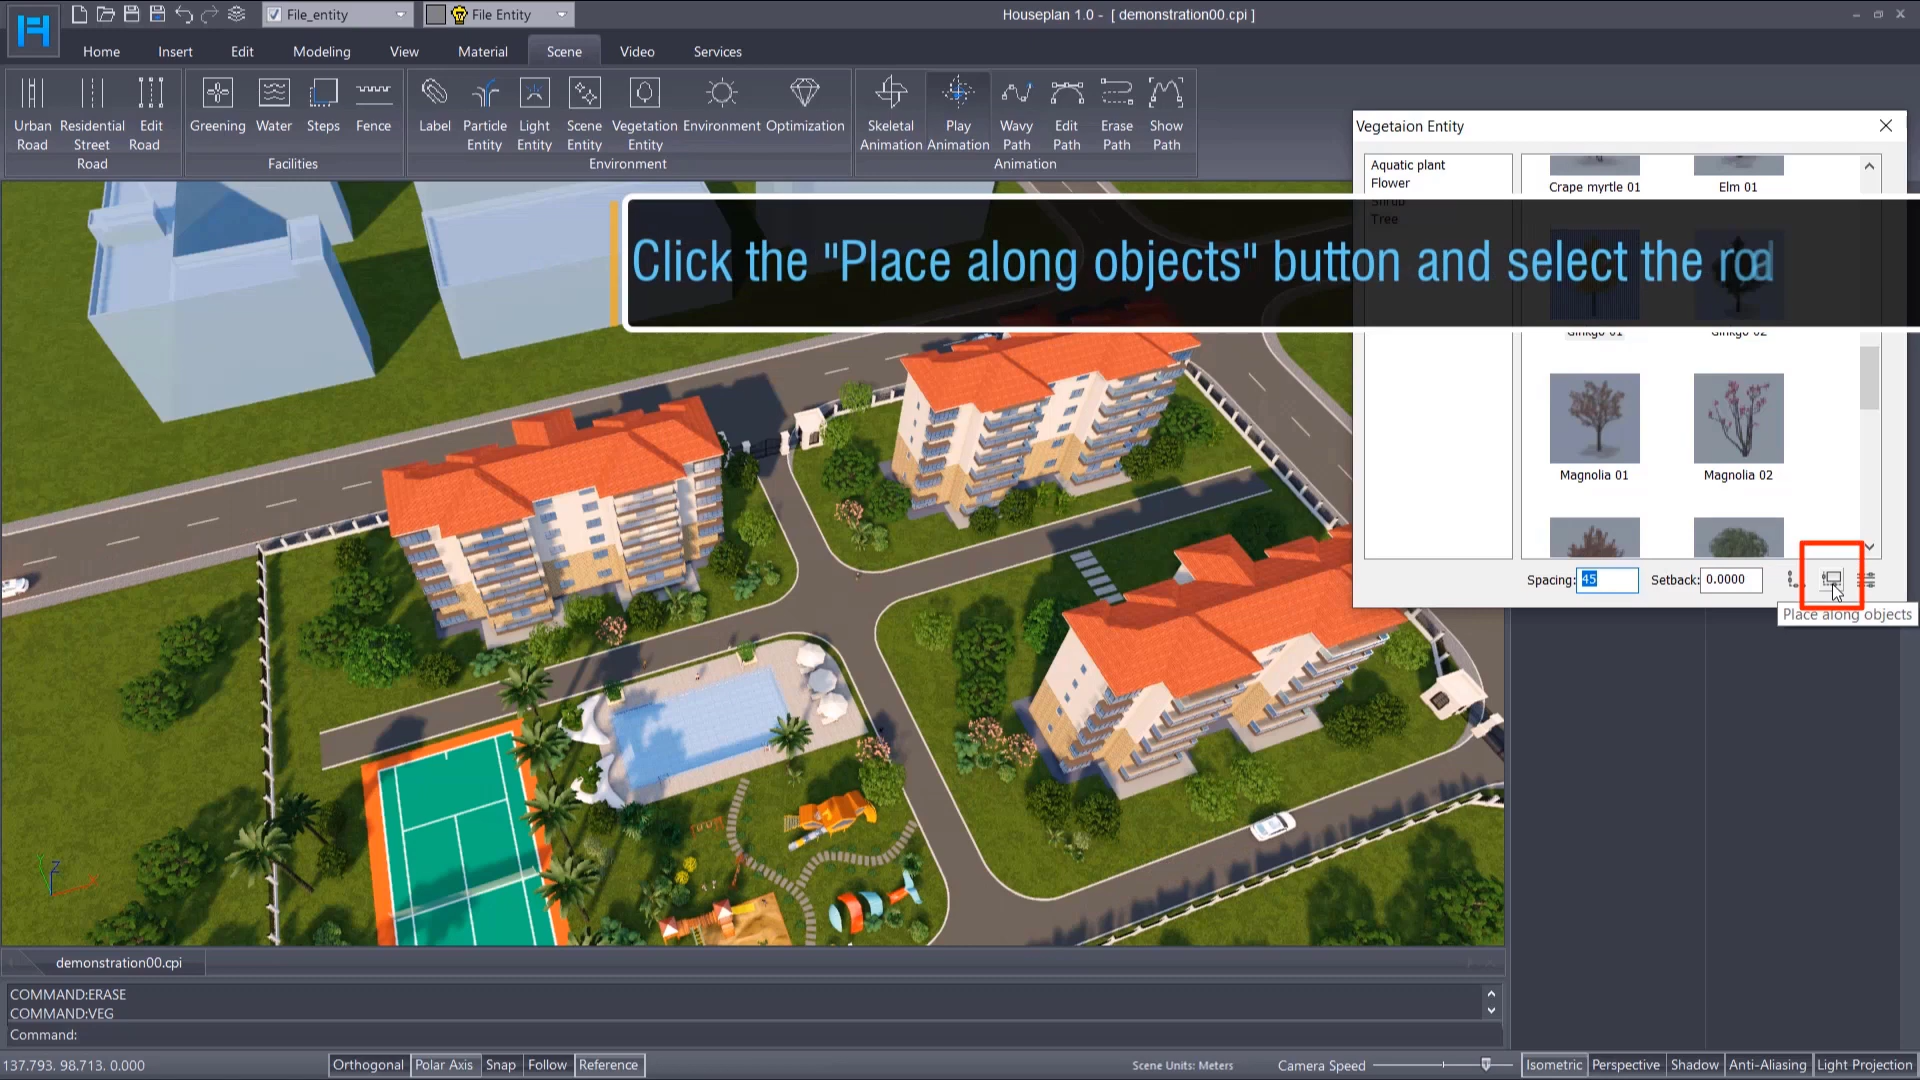 File_entity
File Entity
Houseplan 1.0 - [ demonstration00.cpi ]
Home Insert Edit Modeling View Material Scene Video Services
Urban Road
Residential Street
Edit Road
Road
Greening
Water
Steps
Fence
Facilities
Label
Particle Entity
Light Entity
Scene Entity
Vegetation Entity
Environment
Optimization
Environment
Skeletal Animation
Play Animation
Wavy Path
Edit Path
Erase Path
Show Path
Animation
Vegetaion Entity
Aquatic plant
Flower
Shrub
Tree
Crape myrtle 01
Elm 01
Click the "Place along objects" button and select the roa
Ginkgo 01
Ginkgo 02
Magnolia 01
Magnolia 02
Spacing: 45
Setback: 0.0000
Place along objects
Z
demonstration00.cpi
COMMAND:ERASE
COMMAND:VEG
Command:
137.793. 98.713. 0.000
Orthogonal Polar Axis Snap Follow Reference
Scene Units: Meters
Camera Speed
Isometric Perspective Shadow Anti-Aliasing Light Projection